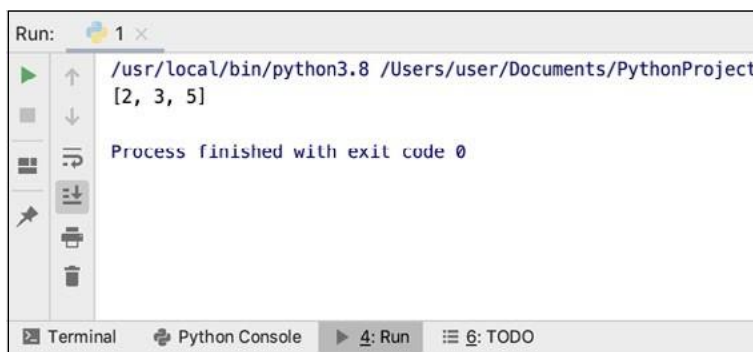 Run: 1
/usr/local/bin/python3.8 /Users/user/Documents/PythonProject
[2, 3, 5]
Process finished with exit code 0
Terminal Python Console 4: Run 6: TODO